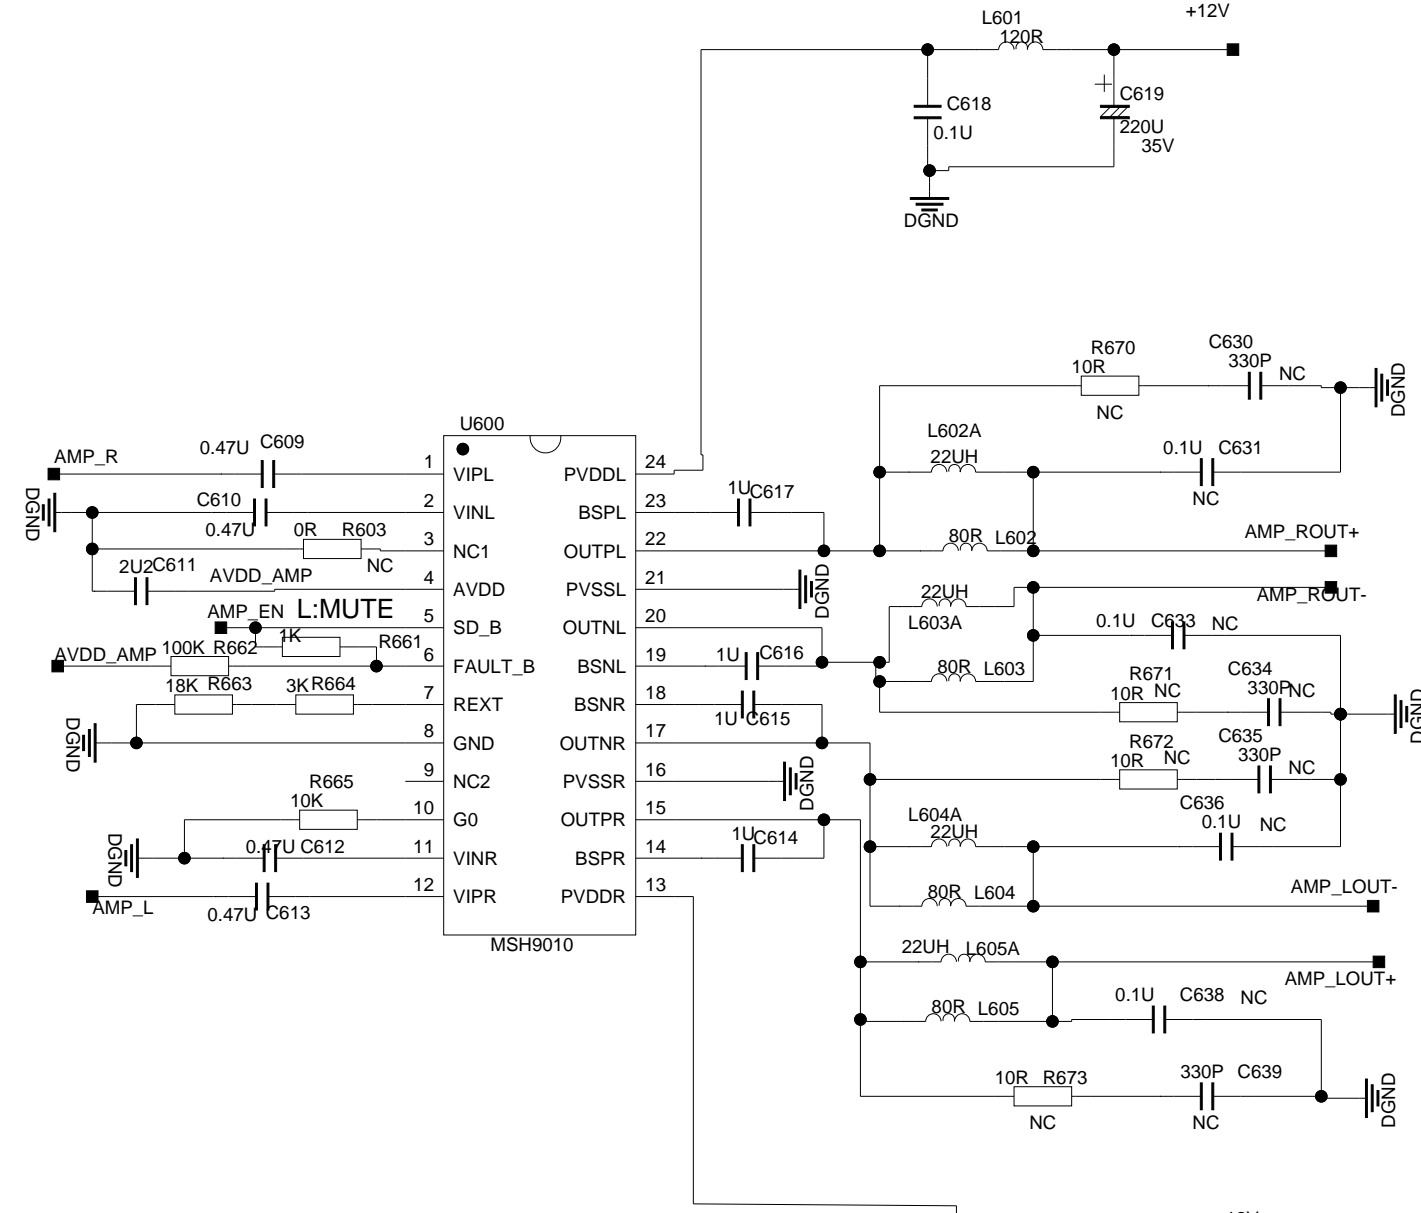 +12V
L601
120R
C618
0.1U
C619
220U
35V
DGND
R670
10R
NC
C630
330P
NC
DGND
L602A
22UH
0.1U C631
NC
80R L602
AMP_ROUT+
U600
AMP_R
0.47U C609
1 VIPL PVDDL 24
DGND
C610
0.47U
2 VINL BSPL 23
1U C617
0R R603
NC
3 NC1 OUTPL 22
2U2 C611
AVDD_AMP
4 AVDD PVSSL 21
DGND
AMP_EN L:MUTE
5 SD_B OUTNL 20
1K R661
AVDD_AMP 100K R662
6 FAULT_B BSNL 19
1U C616
18K R663 3K R664
7 REXT BSNR 18
1U C615
DGND
8 GND OUTNR 17
9 NC2 PVSSR 16
DGND
R665
10K
10 G0 OUTPR 15
DGND
0.47U C612
11 VINR BSPR 14
1U C614
AMP_L
0.47U C613
12 VIPR PVDDR 13
MSH9010
22UH
L603A
AMP_ROUT-
0.1U C633 NC
80R L603
R671
10R NC
C634
330P NC
DGND
R672
10R NC
C635
330P NC
L604A
22UH
C636
0.1U NC
80R L604
AMP_LOUT-
22UH L605A
AMP_LOUT+
80R L605
0.1U C638 NC
10R R673
NC
330P C639
NC
DGND